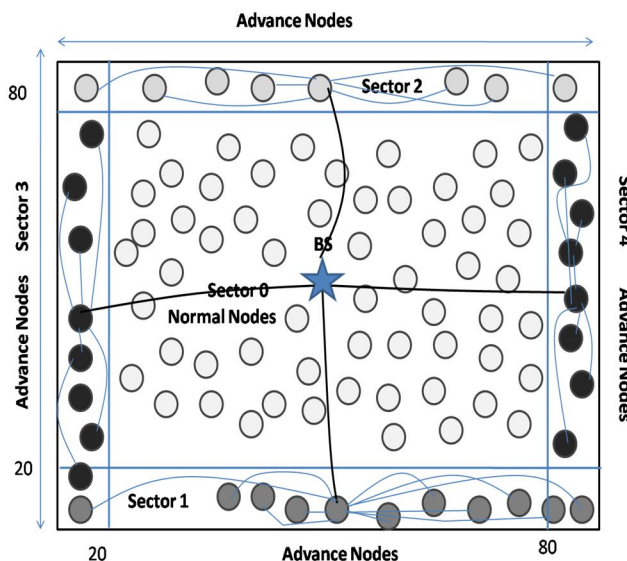 Advance Nodes
80
Sector 2
Sector 3
Advance Nodes
Sector 4
Advance Nodes
BS
Sector 0
Normal Nodes
20
Sector 1
20
Advance Nodes
80